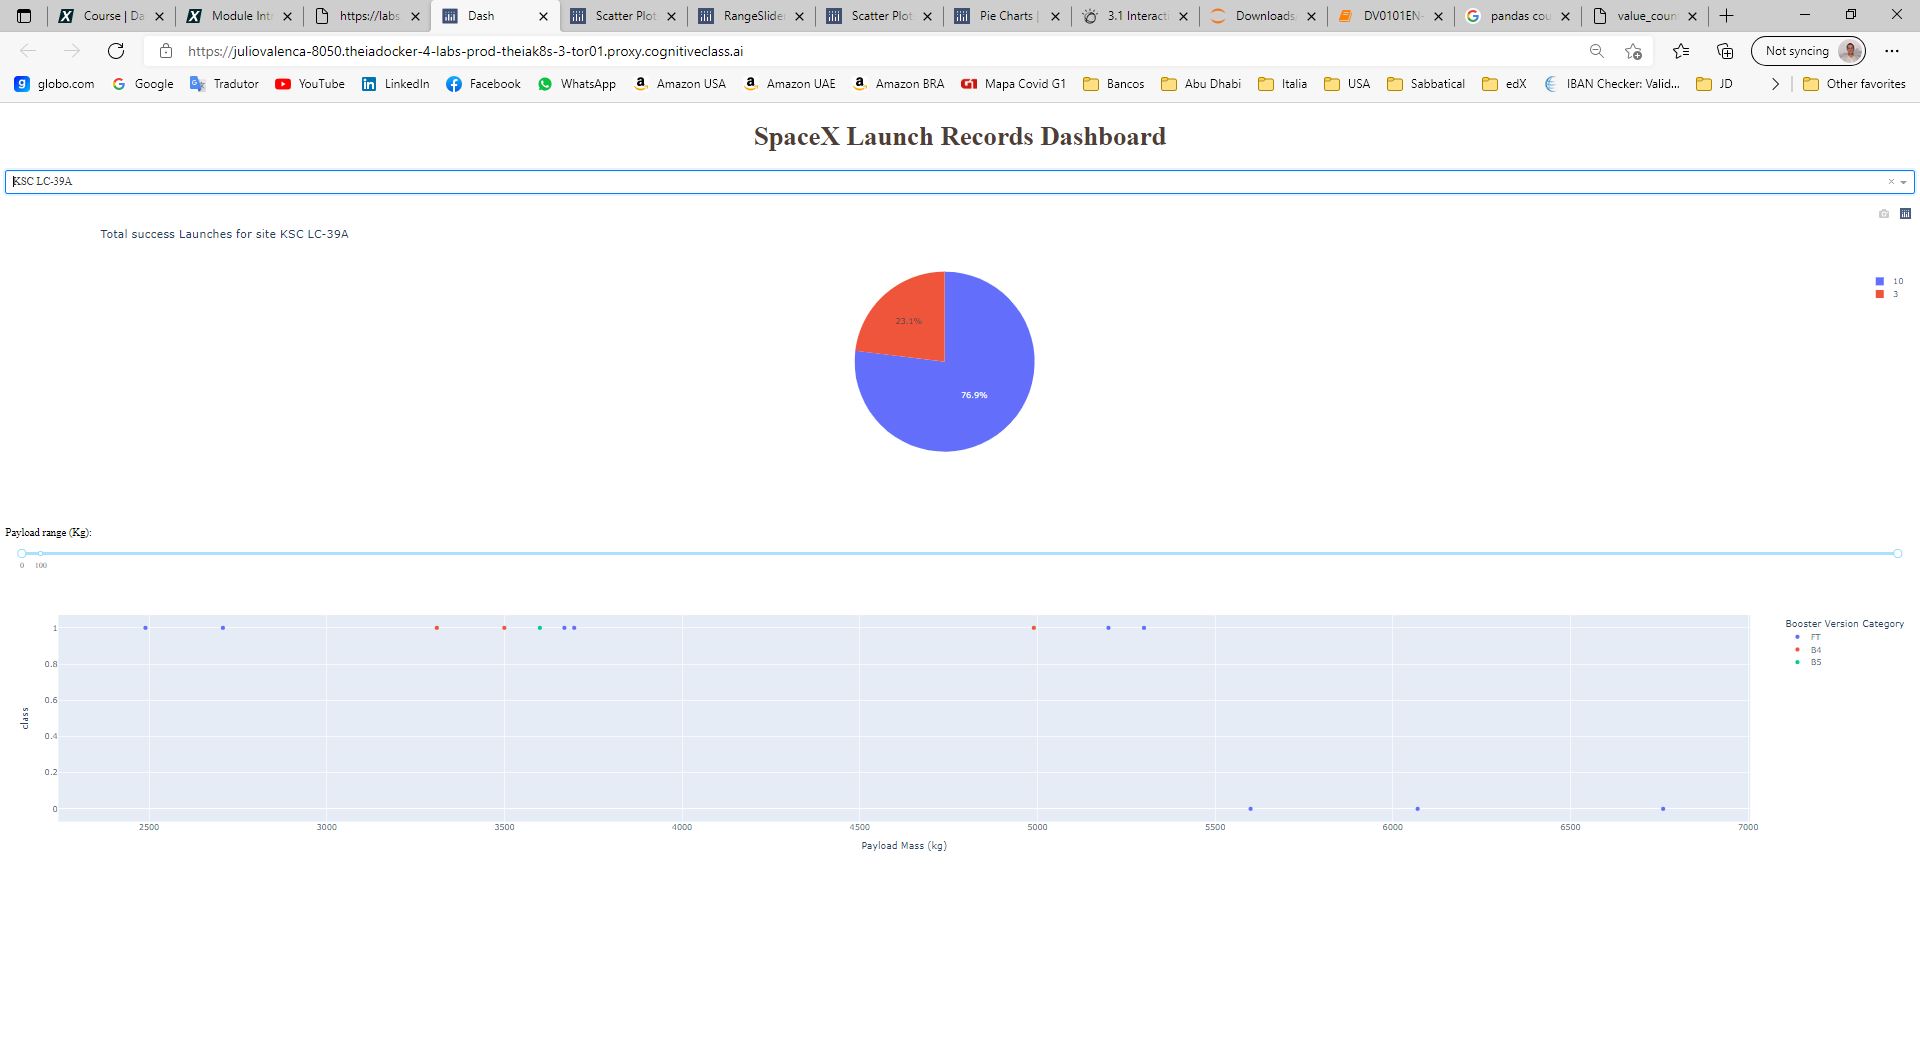 Course | Da
Module Int
https://labs
Dash
Scatter Plot
RangeSlide
Scatter Plot
Pie Charts |
3.1 Interacti
Downloads
DV0101EN-
pandas cou
value_coun
https://juliovalenca-8050.theiadocker-4-labs-prod-theiak8s-3-tor01.proxy.cognitiveclass.ai
Not syncing
globo.com
Google
Tradutor
YouTube
LinkedIn
Facebook
WhatsApp
Amazon USA
Amazon UAE
Amazon BRA
Mapa Covid G1
Bancos
Abu Dhabi
Italia
USA
Sabbatical
edX
IBAN Checker: Valid...
JD
Other favorites
SpaceX Launch Records Dashboard
KSC LC-39A
Total success Launches for site KSC LC-39A
10
3
23.1%
76.9%
Payload range (Kg):
0 100
Booster Version Category
FT
B4
B5
1
0.8
0.6
0.4
0.2
0
class
2500 3000 3500 4000 4500 5000 5500 6000 6500 7000
Payload Mass (kg)